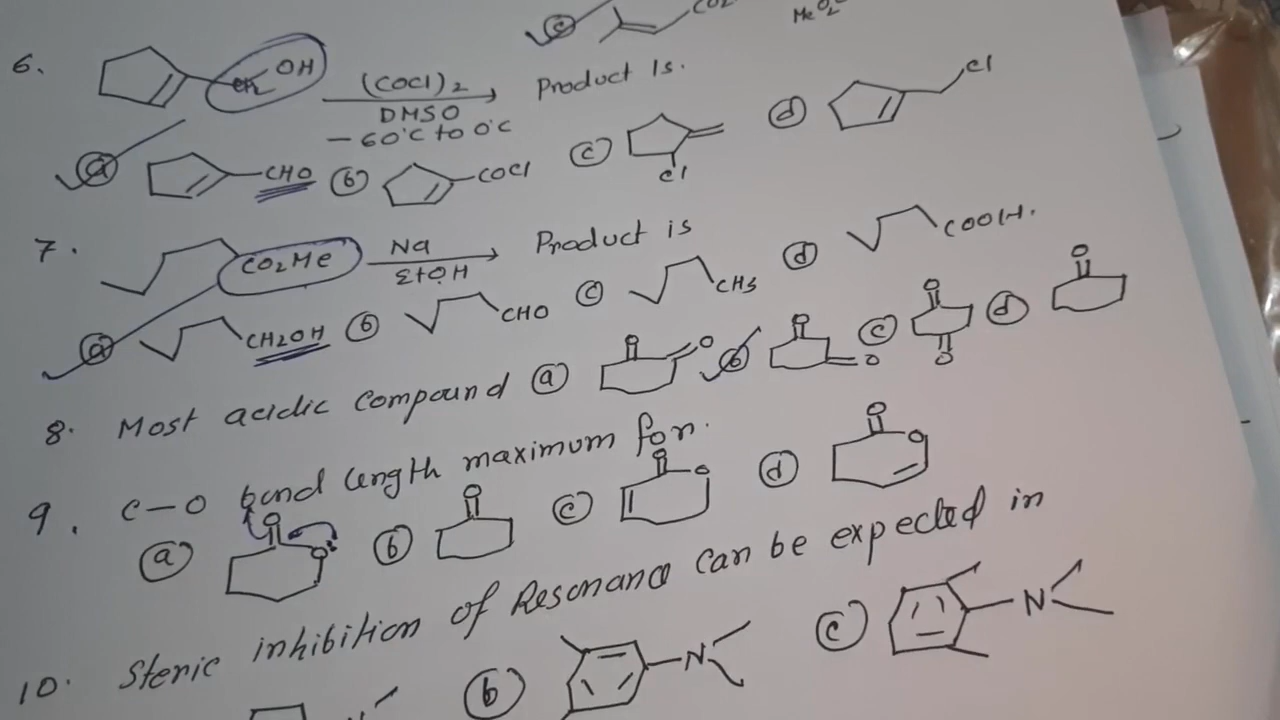 CO2
MeO2
6. OH (COCl)2 Product Is.
DMSO
-60°C to 0°C
(a) CHO (b) COCl (c) Cl (d) Cl
7. CO2Me Na Product is
EtOH
(a) CH2OH (b) CHO (c) CH3 (d) COOH.
8. Most acidic compound (a) O O (b) O O (c) O O (d) O
9. C-O bond length maximum for.
(a) O O (b) O (c) O O (d) O O
10. Steric inhibition of Resonance can be expected in
(b) N (c) N